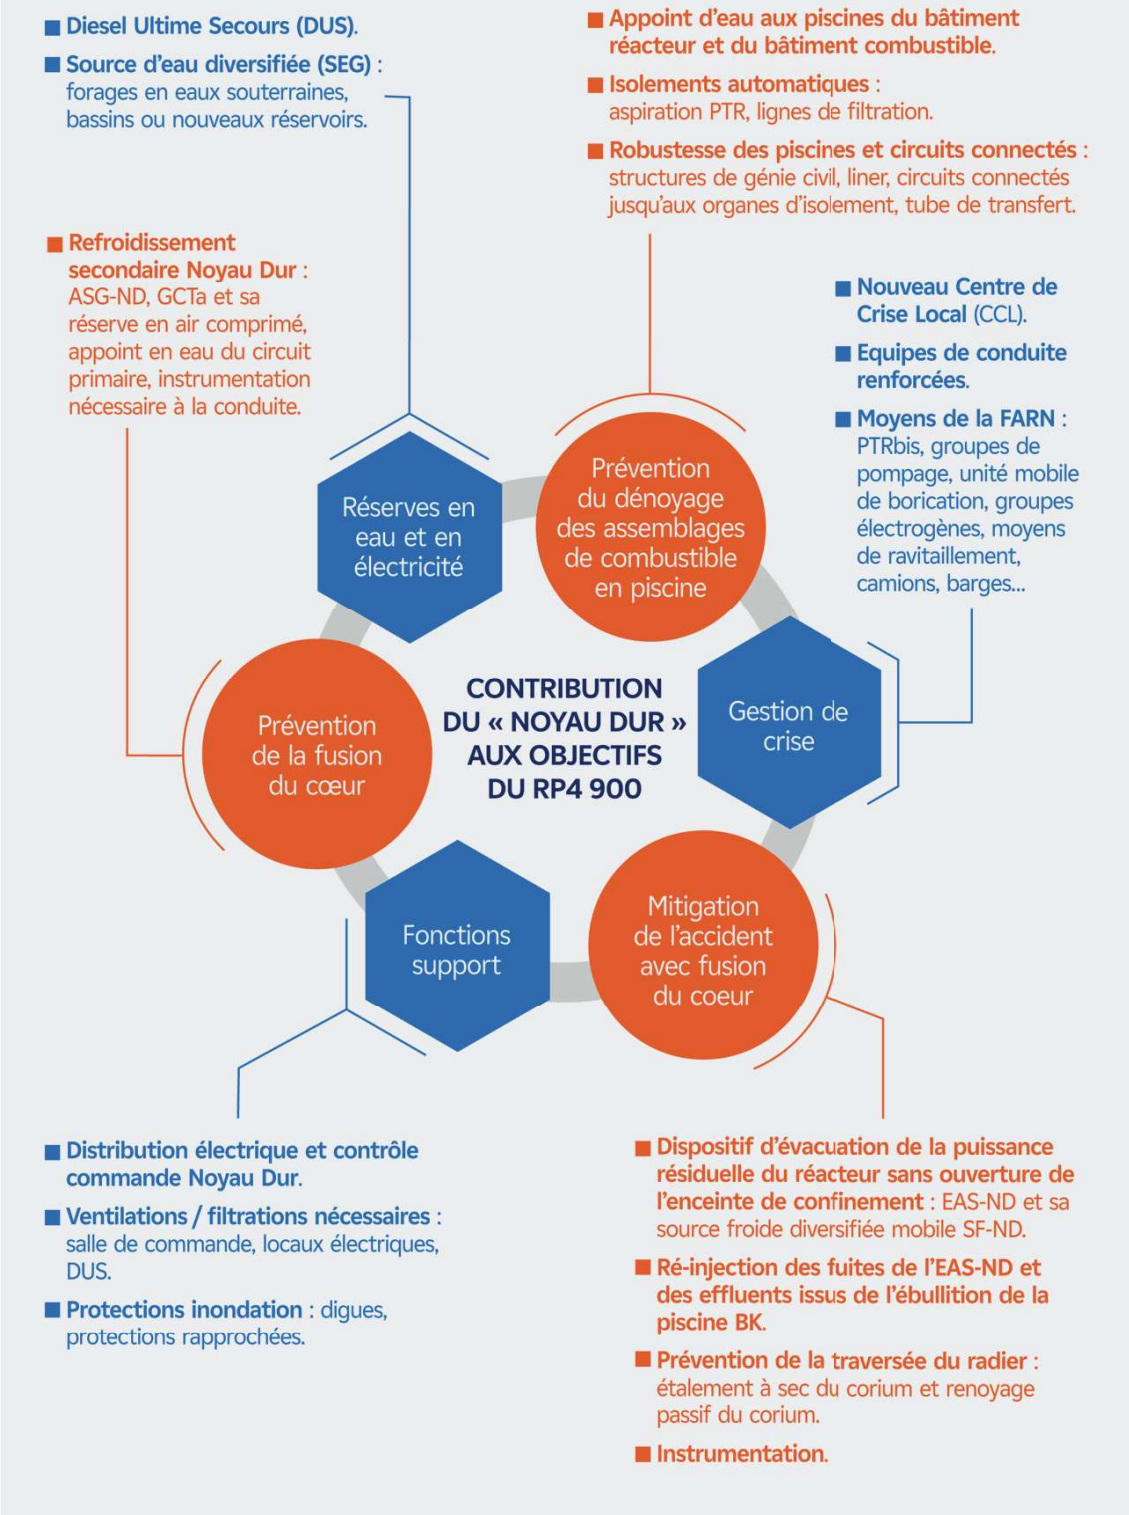 ■ Diesel Ultime Secours (DUS).
■ Source d'eau diversifiée (SEG) :
forages en eaux souterraines,
bassins ou nouveaux réservoirs.
■ Appoint d'eau aux piscines du bâtiment
réacteur et du bâtiment combustible.
■ Isolements automatiques :
aspiration PTR, lignes de filtration.
■ Robustesse des piscines et circuits connectés :
structures de génie civil, liner, circuits connectés
jusqu'aux organes d'isolement, tube de transfert.
■ Refroidissement
secondaire Noyau Dur :
ASG-ND, GCTa et sa
réserve en air comprimé,
appoint en eau du circuit
primaire, instrumentation
nécessaire à la conduite.
■ Nouveau Centre de
Crise Local (CCL).
■ Equipes de conduite
renforcées.
■ Moyens de la FARN :
PTRbis, groupes de
pompage, unité mobile
de borication, groupes
électrogènes, moyens
de ravitaillement,
camions, barges...
Réserves en
eau et en
électricité
Prévention
du dénoyage
des assemblages
de combustible
en piscine
Prévention
de la fusion
du cœur
CONTRIBUTION
DU « NOYAU DUR »
AUX OBJECTIFS
DU RP4 900
Gestion de
crise
Fonctions
support
Mitigation
de l'accident
avec fusion
du coeur
■ Distribution électrique et contrôle
commande Noyau Dur.
■ Ventilations / filtrations nécessaires :
salle de commande, locaux électriques,
DUS.
■ Protections inondation : digues,
protections rapprochées.
■ Dispositif d'évacuation de la puissance
résiduelle du réacteur sans ouverture de
l'enceinte de confinement : EAS-ND et sa
source froide diversifiée mobile SF-ND.
■ Ré-injection des fuites de l'EAS-ND et
des effluents issus de l'ébullition de la
piscine BK.
■ Prévention de la traversée du radier :
étalement à sec du corium et renoyage
passif du corium.
■ Instrumentation.